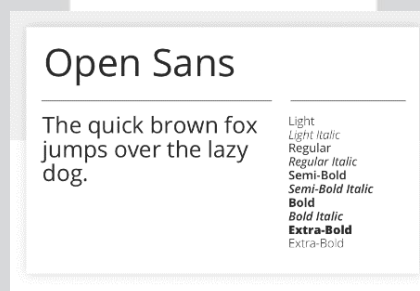 Open Sans
The quick brown fox
jumps over the lazy
dog.
Light
Light Italic
Regular
Regular Italic
Semi-Bold
Semi-Bold Italic
Bold
Bold Italic
Extra-Bold
Extra-Bold